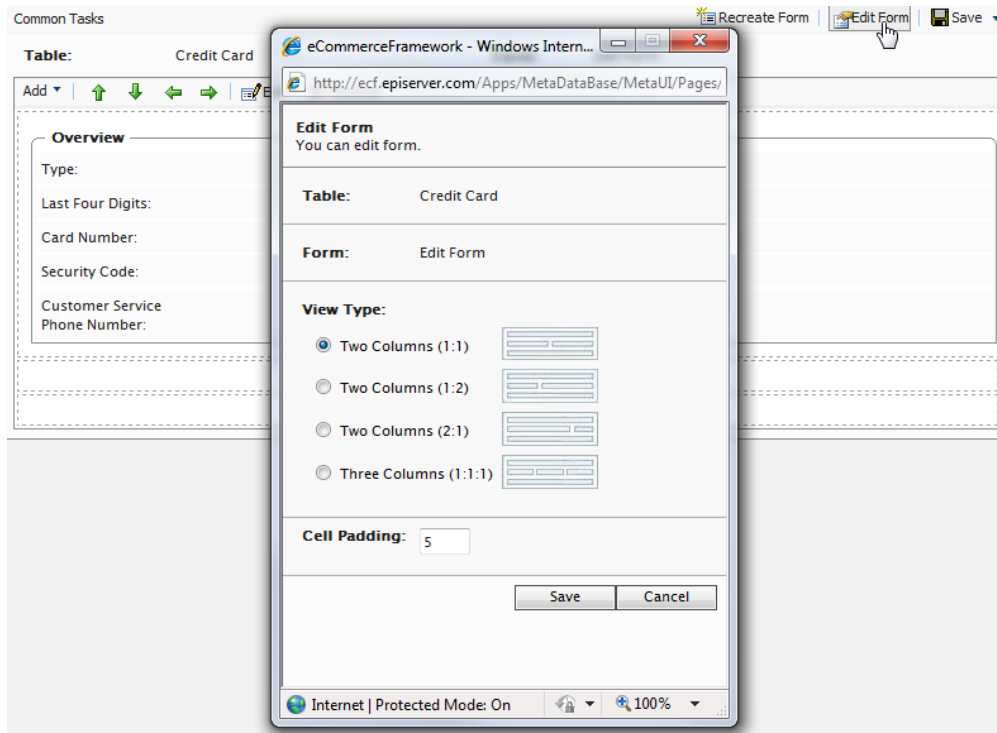 Common Tasks
Recreate Form
Edit Form
Save
Table: Credit Card
Add
Overview
Type:
Last Four Digits:
Card Number:
Security Code:
Customer Service
Phone Number:
eCommerceFramework - Windows Intern...
http://ecf.episerver.com/Apps/MetaDataBase/MetaUI/Pages/
Edit Form
You can edit form.
Table: Credit Card
Form: Edit Form
View Type:
Two Columns (1:1)
Two Columns (1:2)
Two Columns (2:1)
Three Columns (1:1:1)
Cell Padding: 5
Save Cancel
Internet | Protected Mode: On 100%